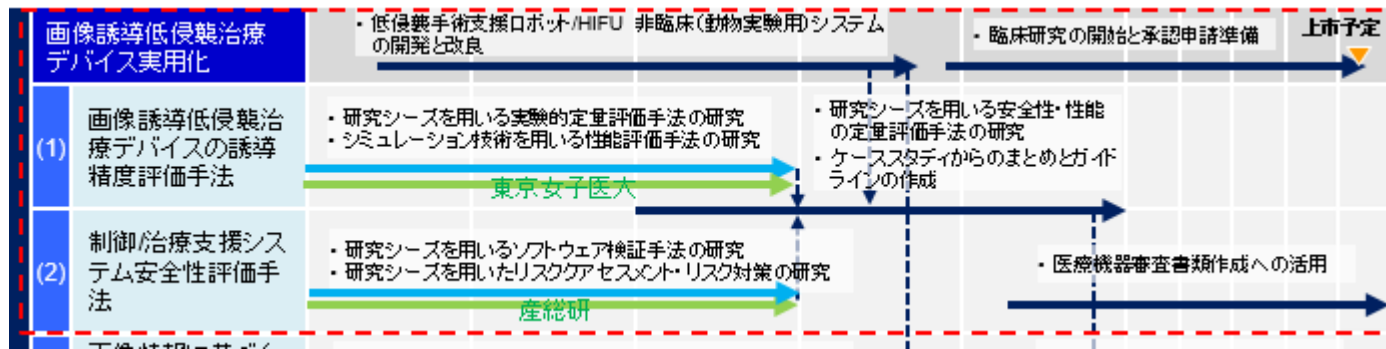 画像誘導低侵襲治療
デバイス実用化
・低侵襲手術支援ロボット/HIFU 非臨床(動物実験用)システム
の開発と改良
・臨床研究の開始と承認申請準備
上市予定
(1)
画像誘導低侵襲治
療デバイスの誘導
精度評価手法
・研究シーズを用いる実験的定量評価手法の研究
・シミュレーション技術を用いる性能評価手法の研究
東京女子医大
・研究シーズを用いる安全性・性能
の定量評価手法の研究
・ケーススタディからのまとめとガイド
ラインの作成
(2)
制御/治療支援シス
テム安全性評価手
法
・研究シーズを用いるソフトウェア検証手法の研究
・研究シーズを用いたリスククアセスメント・リスク対策の研究
産総研
・医療機器審査書類作成への活用